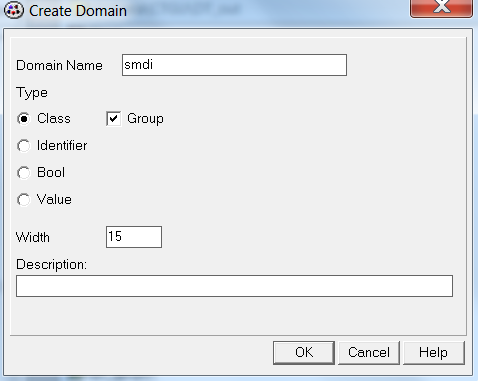 Create Domain
Domain Name smdi
Type
Class Group
Identifier
Bool
Value
Width 15
Description:
OK Cancel Help